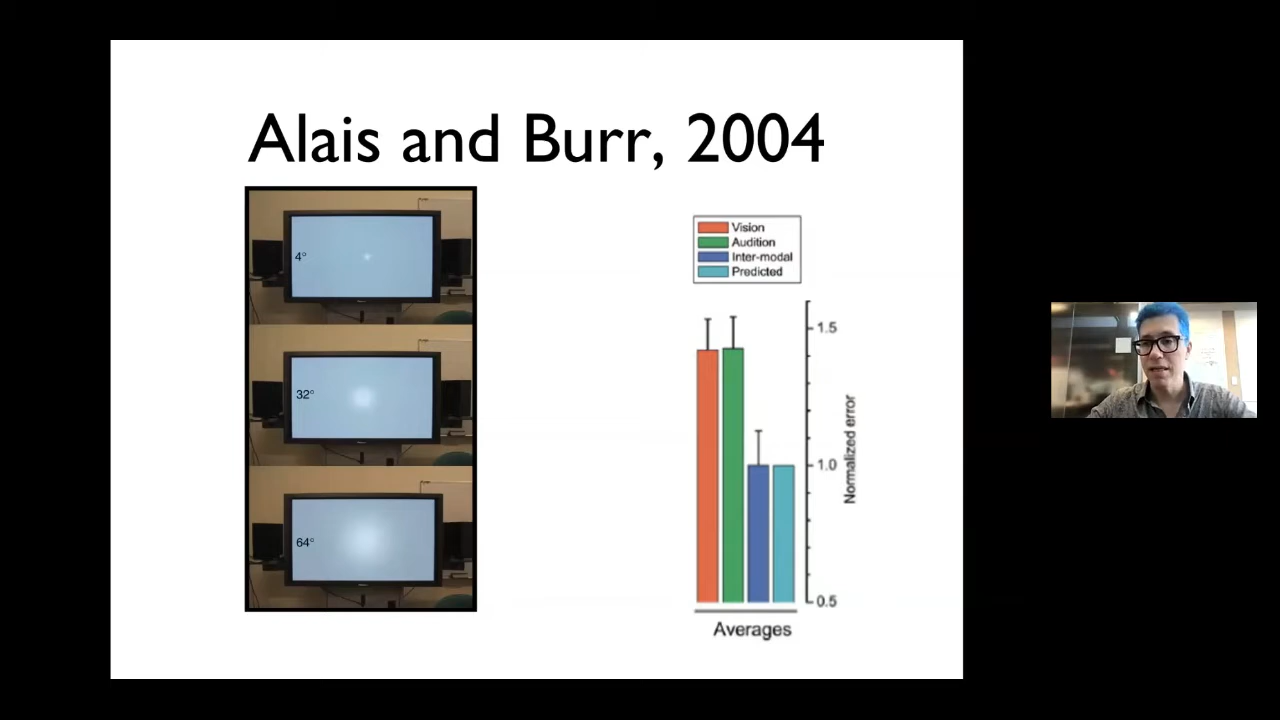 Alais and Burr, 2004
4°
32°
64°
Vision
Audition
Inter-modal
Predicted
1.5
1.0
0.5
Normalized error
Averages